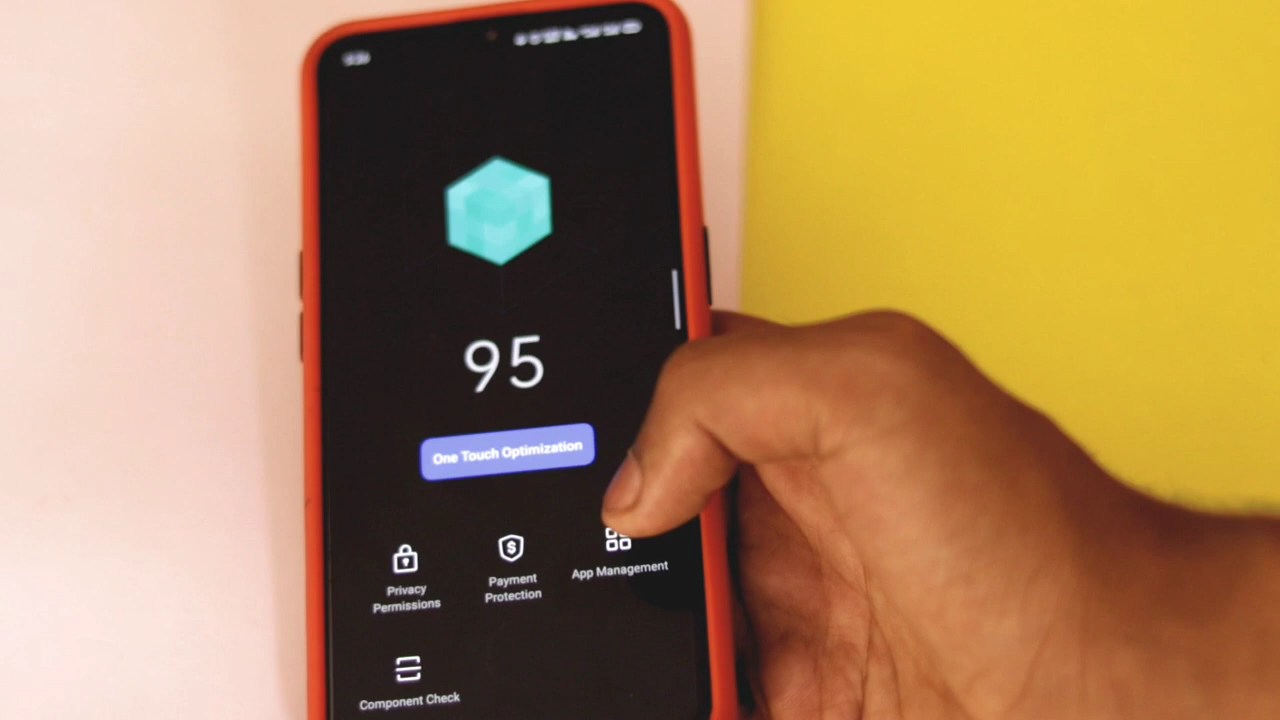 95
One Touch Optimization
Privacy
Permissions
Payment
Protection
App Management
Component Check